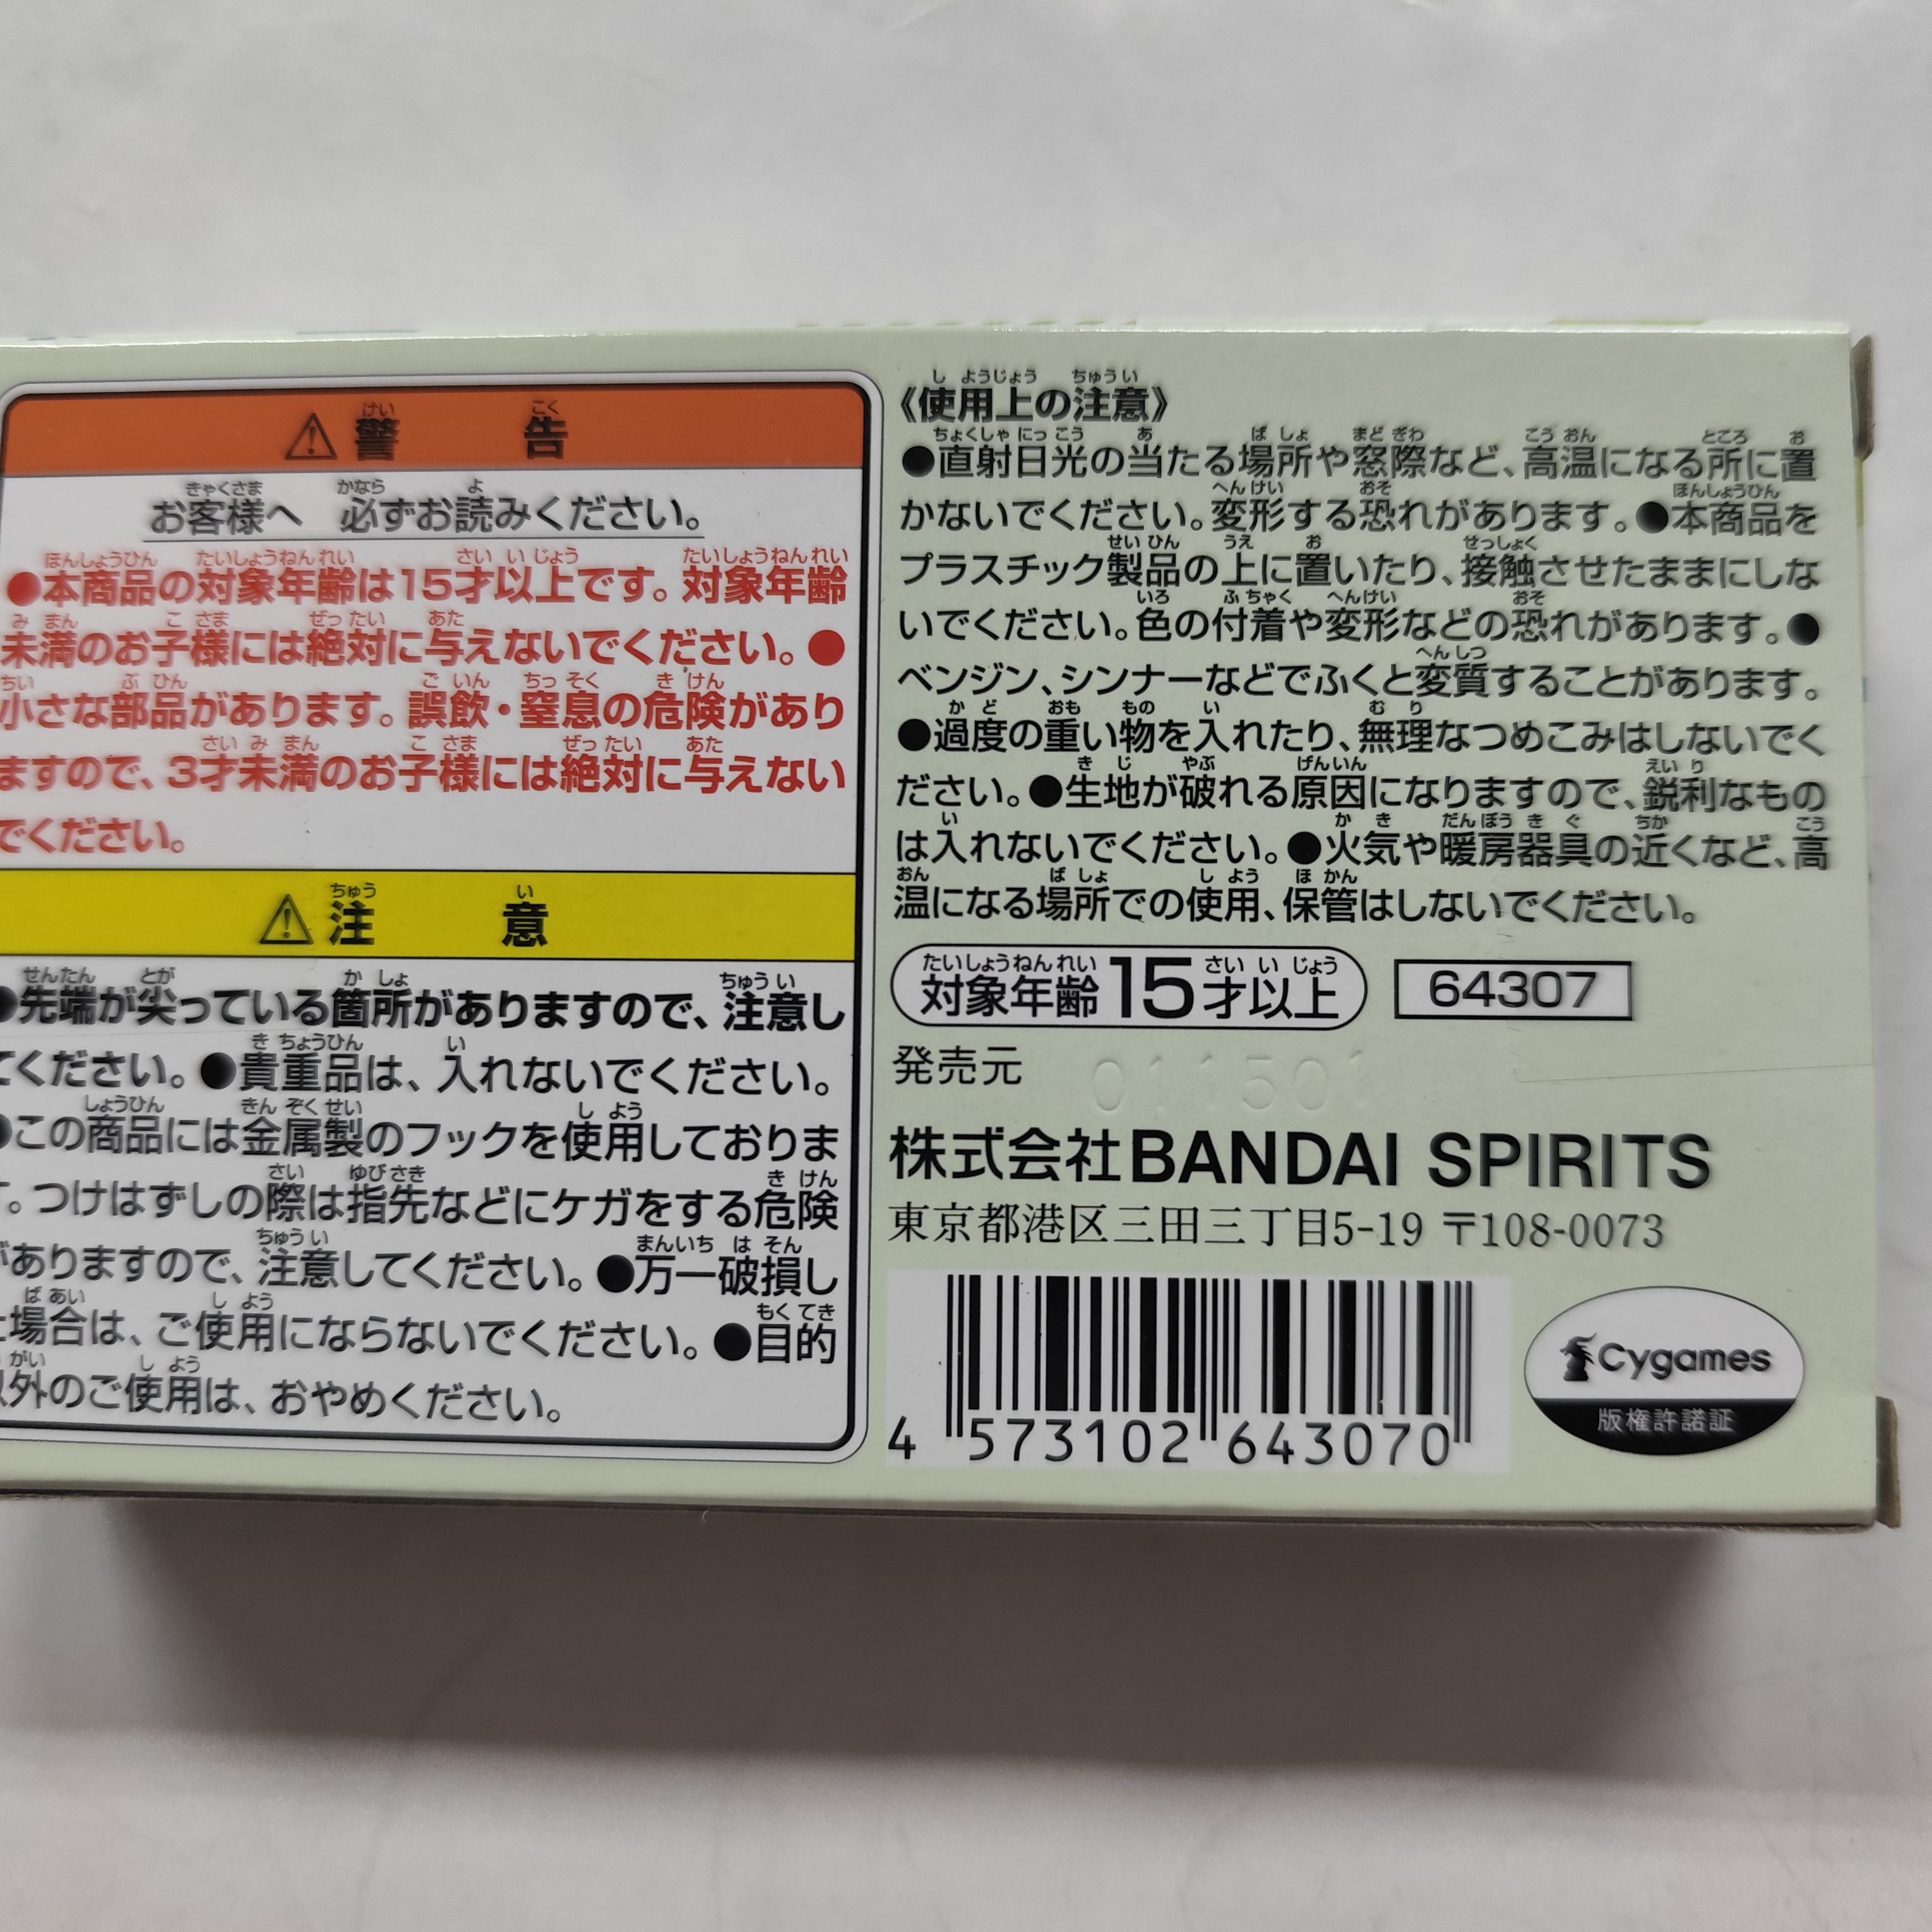 警告
お客様へ 必ずお読みください。
●本商品の対象年齢は15才以上です。対象年齢
未満のお子様には絶対に与えないでください。●
小さな部品があります。誤飲・窒息の危険があり
ますので、3才未満のお子様には絶対に与えない
でください。
注意
●先端が尖っている箇所がありますので、注意し
てください。●貴重品は、入れないでください。
●この商品には金属製のフックを使用しておりま
す。つけはずしの際は指先などにケガをする危険
がありますので、注意してください。●万一破損し
た場合は、ご使用にならないでください。●目的
以外のご使用は、おやめください。
《使用上の注意》
●直射日光の当たる場所や窓際など、高温になる所に置
かないでください。変形する恐れがあります。●本商品を
プラスチック製品の上に置いたり、接触させたままにしな
いでください。色の付着や変形などの恐れがあります。●
ベンジン、シンナーなどでふくと変質することがあります。
●過度の重い物を入れたり、無理なつめこみはしないでく
ださい。●生地が破れる原因になりますので、鋭利なもの
は入れないでください。●火気や暖房器具の近くなど、高
温になる場所での使用、保管はしないでください。
対象年齢15才以上
64307
発売元
011501
株式会社BANDAI SPIRITS
東京都港区三田三丁目5-19 〒108-0073
4 573102 643070
Cygames
版権許諾証